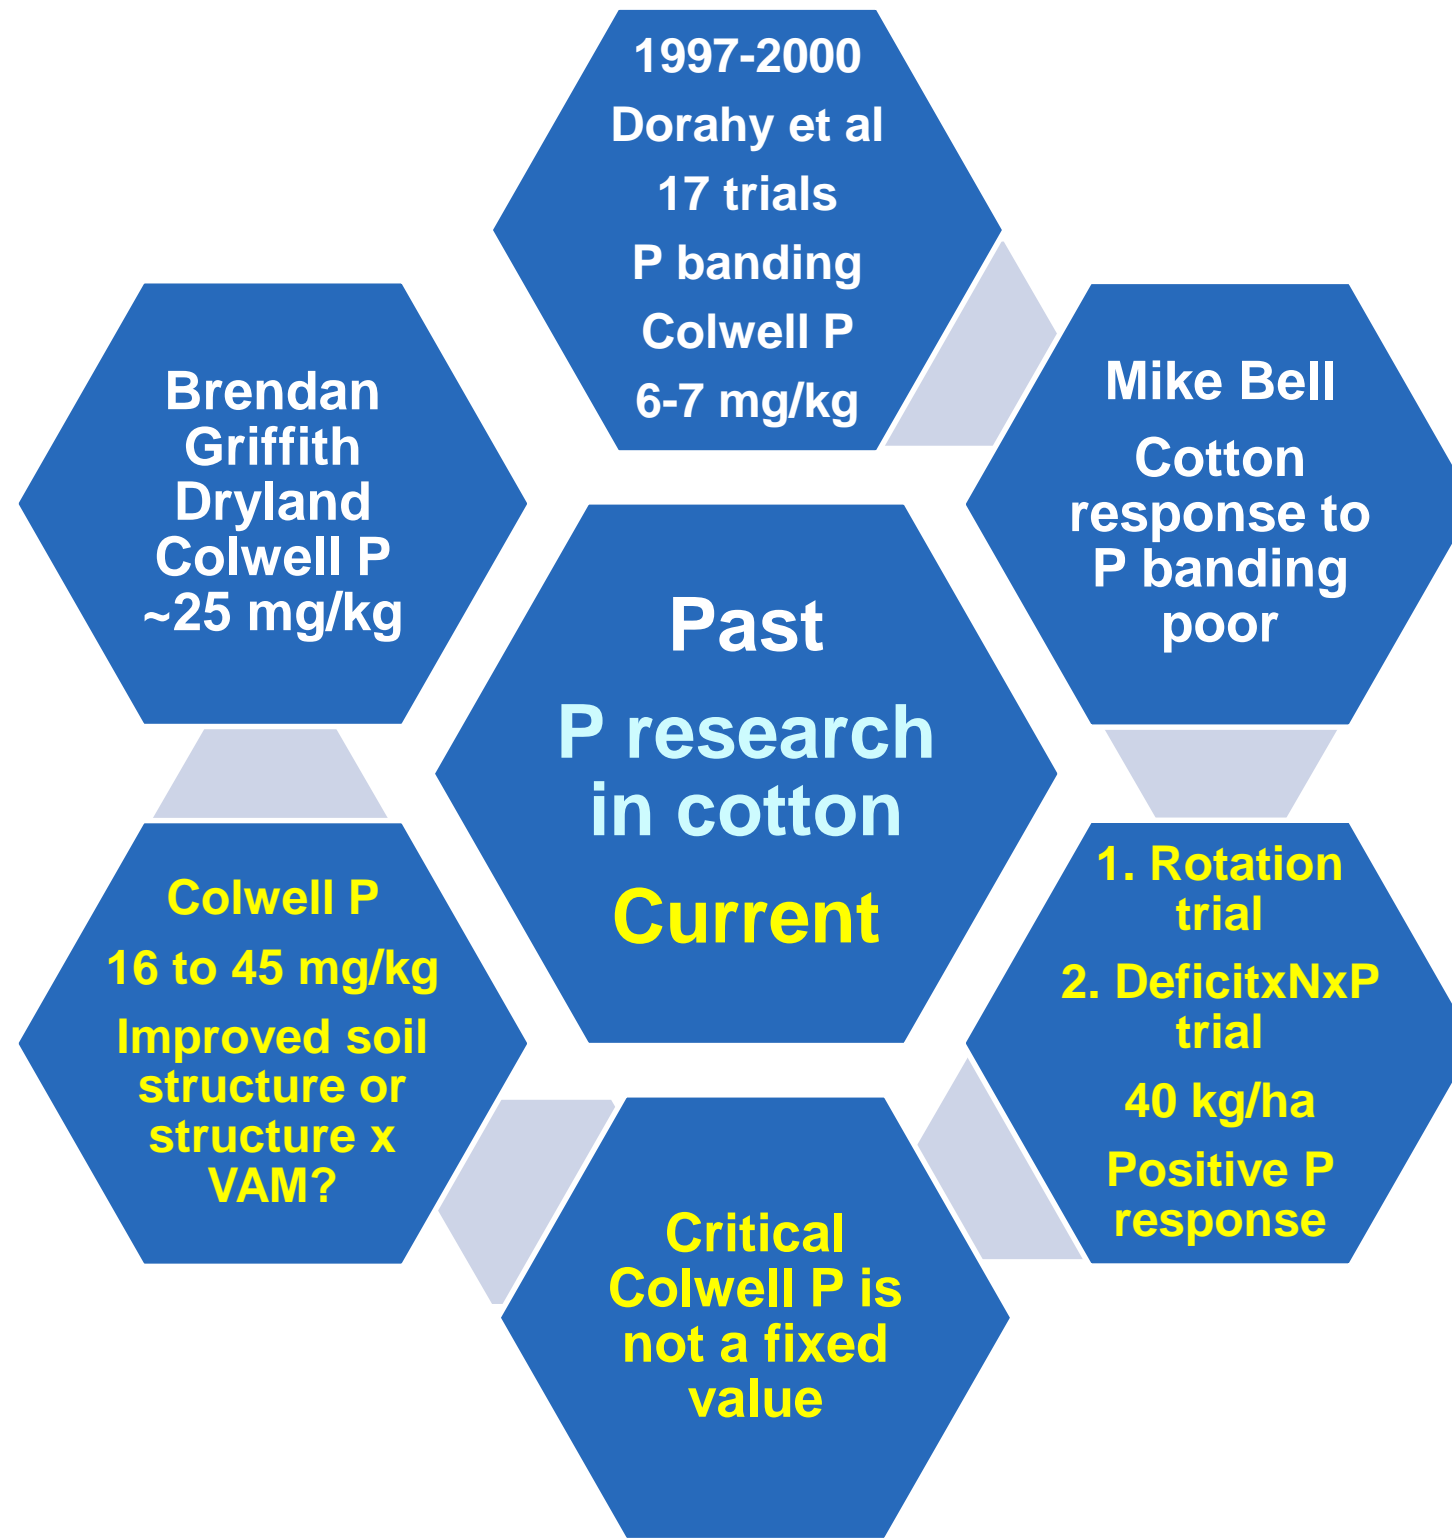 1997-2000
Dorahy et al
17 trials
P banding
Colwell P
6-7 mg/kg
Mike Bell
Cotton
response to
P banding
poor
1. Rotation
trial
2. DeficitxNxP
trial
40 kg/ha
Positive P
response
Critical
Colwell P is
not a fixed
value
Colwell P
16 to 45 mg/kg
Improved soil
structure or
structure x
VAM?
Brendan
Griffith
Dryland
Colwell P
~25 mg/kg
Past
P research
in cotton
Current